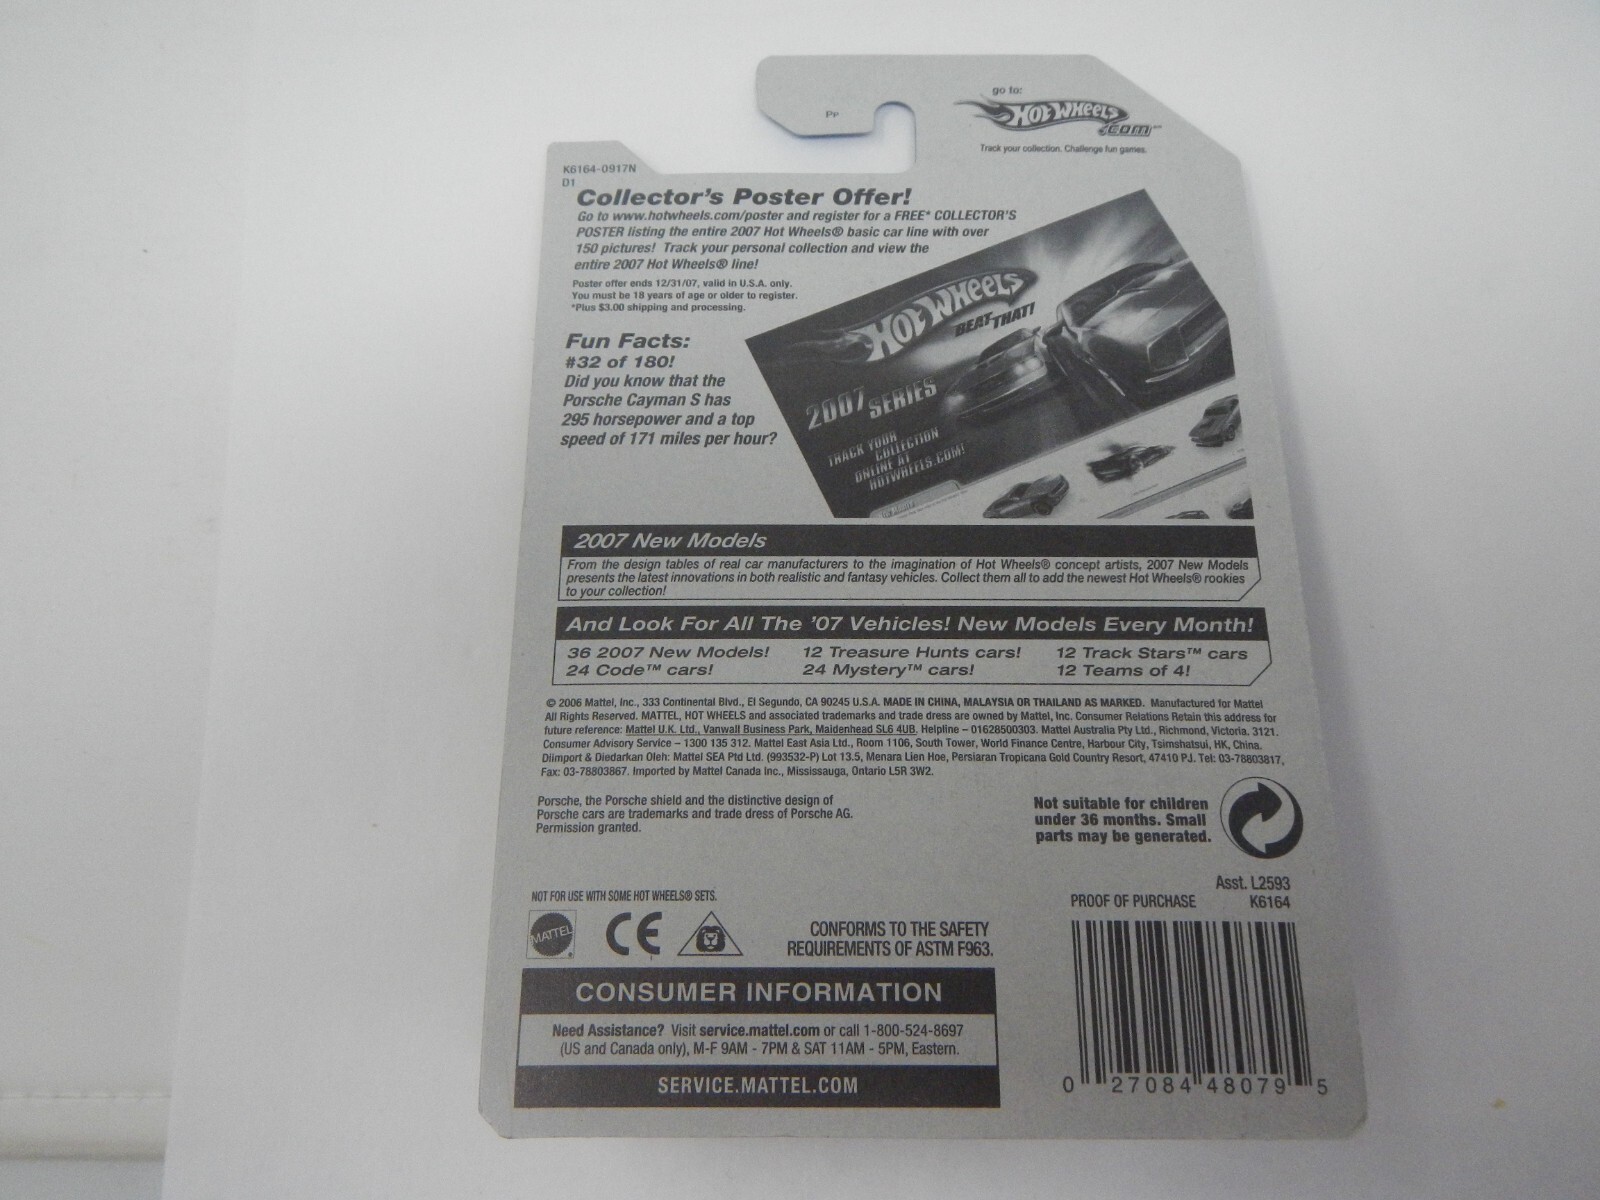 Pp
go to:
HOT WHEELS
.COM™
Track your collection. Challenge fun games.
K6164-0917N
D1
Collector's Poster Offer!
Go to www.hotwheels.com/poster and register for a FREE* COLLECTOR'S
POSTER listing the entire 2007 Hot Wheels® basic car line with over
150 pictures! Track your personal collection and view the
entire 2007 Hot Wheels® line!
Poster offer ends 12/31/07, valid in U.S.A. only.
You must be 18 years of age or older to register.
*Plus $3.00 shipping and processing.
Fun Facts:
#32 of 180!
Did you know that the
Porsche Cayman S has
295 horsepower and a top
speed of 171 miles per hour?
HOT WHEELS
BEAT THAT!
2007 SERIES
TRACK YOUR
COLLECTION
ONLINE AT
HOTWHEELS.COM!
2007 New Models
From the design tables of real car manufacturers to the imagination of Hot Wheels® concept artists, 2007 New Models
presents the latest innovations in both realistic and fantasy vehicles. Collect them all to add the newest Hot Wheels® rookies
to your collection!
And Look For All The '07 Vehicles! New Models Every Month!
36 2007 New Models! 12 Treasure Hunts cars! 12 Track Stars™ cars
24 Code™ cars! 24 Mystery™ cars! 12 Teams of 4!
© 2006 Mattel, Inc., 333 Continental Blvd., El Segundo, CA 90245 U.S.A. MADE IN CHINA, MALAYSIA OR THAILAND AS MARKED. Manufactured for Mattel
All Rights Reserved. MATTEL, HOT WHEELS and associated trademarks and trade dress are owned by Mattel, Inc. Consumer Relations Retain this address for
future reference: Mattel U.K. Ltd., Vanwall Business Park, Maidenhead SL6 4UB. Helpline – 01628500303. Mattel Australia Pty Ltd., Richmond, Victoria. 3121.
Consumer Advisory Service – 1300 135 312. Mattel East Asia Ltd., Room 1106, South Tower, World Finance Centre, Harbour City, Tsimshatsui, HK, China.
Diimport & Diedarkan Oleh: Mattel SEA Ptd Ltd. (993532-P) Lot 13.5, Menara Lien Hoe, Persiaran Tropicana Gold Country Resort, 47410 PJ. Tel: 03-78803817,
Fax: 03-78803867. Imported by Mattel Canada Inc., Mississauga, Ontario L5R 3W2.
Porsche, the Porsche shield and the distinctive design of
Porsche cars are trademarks and trade dress of Porsche AG.
Permission granted.
Not suitable for children
under 36 months. Small
parts may be generated.
Asst. L2593
PROOF OF PURCHASE K6164
NOT FOR USE WITH SOME HOT WHEELS® SETS.
MATTEL®
CE
CONFORMS TO THE SAFETY
REQUIREMENTS OF ASTM F963.
CONSUMER INFORMATION
Need Assistance? Visit service.mattel.com or call 1-800-524-8697
(US and Canada only), M-F 9AM - 7PM & SAT 11AM - 5PM, Eastern.
SERVICE.MATTEL.COM
0 27084 48079 5